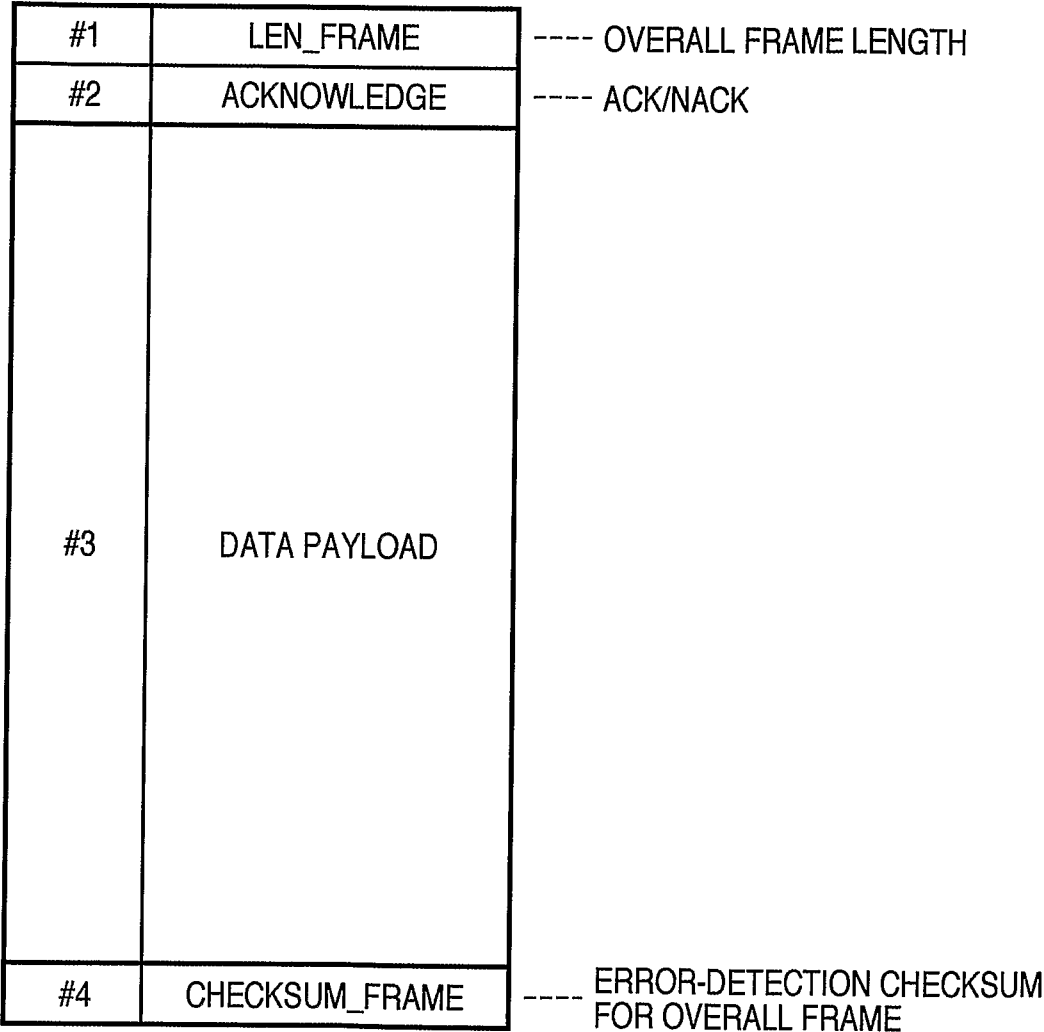 #1 LEN_FRAME ---- OVERALL FRAME LENGTH
#2 ACKNOWLEDGE ---- ACK/NACK
#3 DATA PAYLOAD
#4 CHECKSUM_FRAME ---- ERROR-DETECTION CHECKSUM
FOR OVERALL FRAME